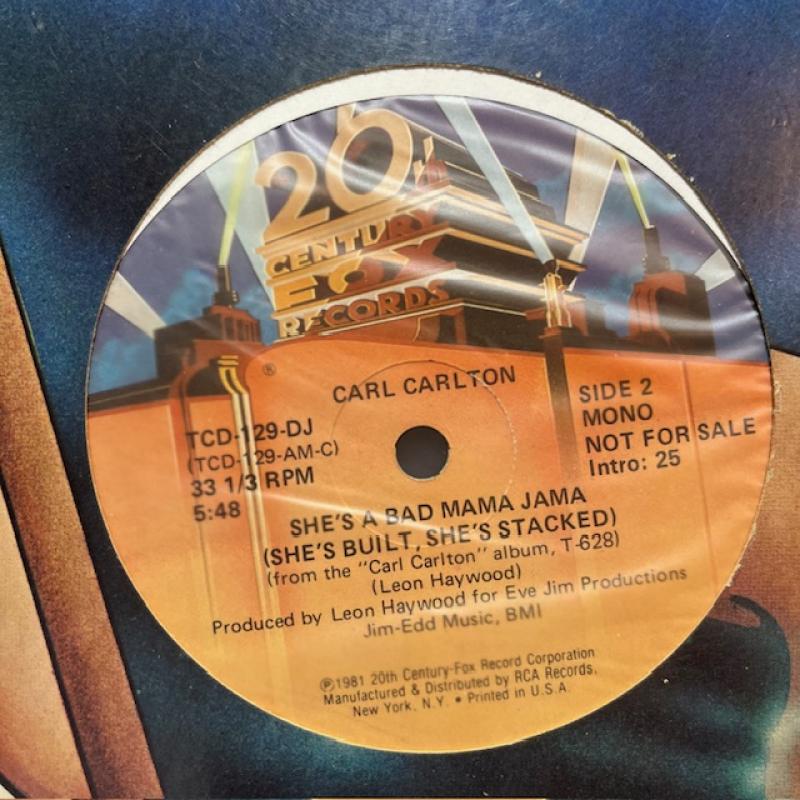 20th
CENTURY
FOX
RECORDS
®
CARL CARLTON
TCD-129-DJ
(TCD-129-AM-C)
33 1/3 RPM
5:48
SIDE 2
MONO
NOT FOR SALE
Intro: 25
SHE'S A BAD MAMA JAMA
(SHE'S BUILT, SHE'S STACKED)
(from the "Carl Carlton" album, T-628)
(Leon Haywood)
Produced by Leon Haywood for Eve Jim Productions
Jim-Edd Music, BMI
℗1981 20th Century-Fox Record Corporation
Manufactured & Distributed by RCA Records,
New York, N.Y. • Printed in U.S.A.